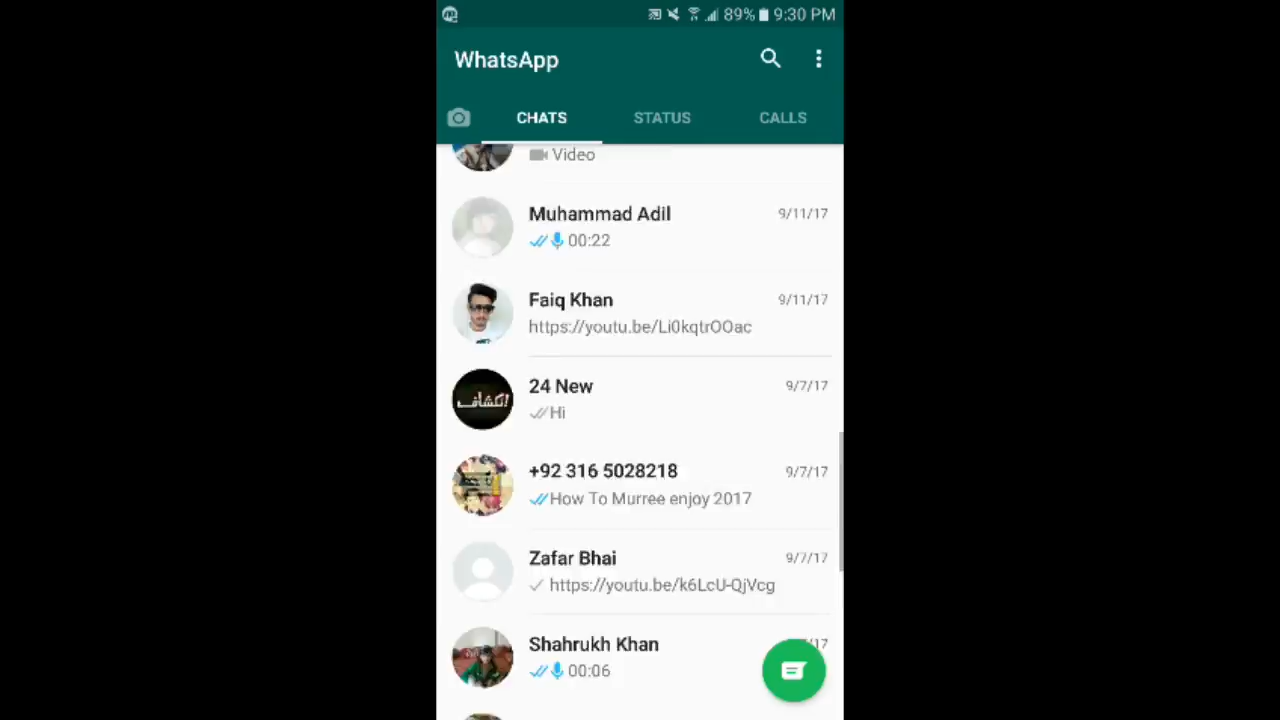 89% 9:30 PM
WhatsApp
CHATS STATUS CALLS
Video
Muhammad Adil 9/11/17
00:22
Faiq Khan 9/11/17
https://youtu.be/Li0kqtrOOac
24 New 9/7/17
انکشاف
Hi
+92 316 5028218 9/7/17
How To Murree enjoy 2017
Zafar Bhai 9/7/17
https://youtu.be/k6LcU-QjVcg
Shahrukh Khan
00:06